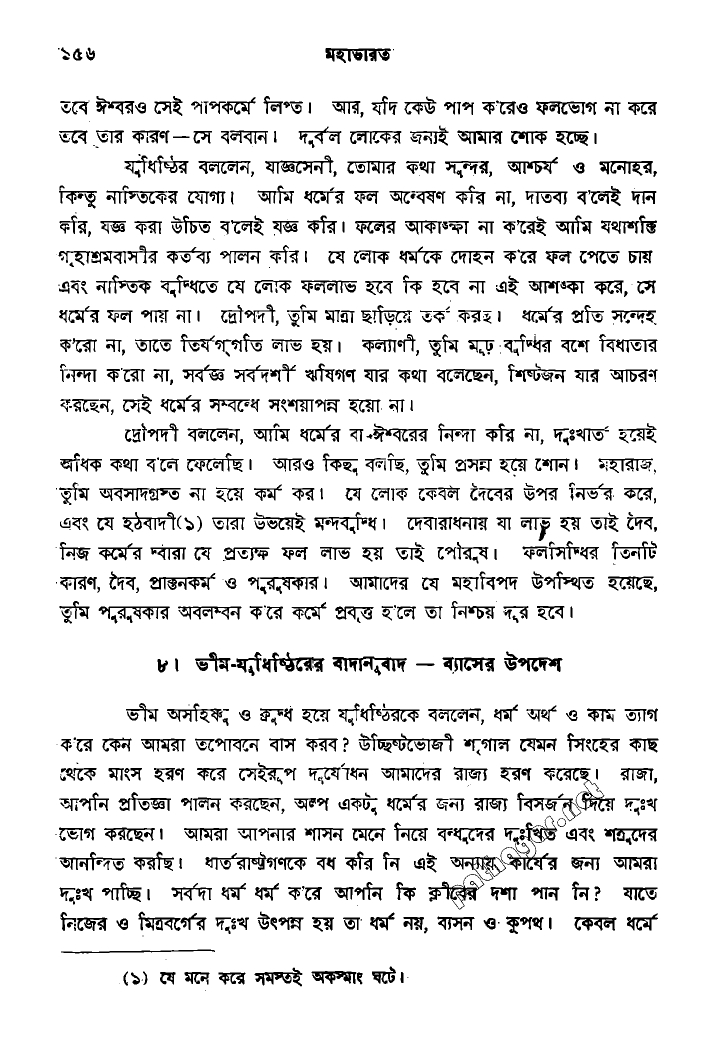 ১৫৬ মহাভারত
তবে ঈশ্বরও সেই পাপকর্মে লিপ্ত। আর, যদি কেউ পাপ ক'রেও ফলভোগ না করে
তবে তার কারণ — সে বলবান। দুর্বল লোকের জন্যই আমার শোক হচ্ছে।
যুধিষ্ঠির বললেন, যাজ্ঞসেনী, তোমার কথা সুন্দর, আশ্চর্য ও মনোহর,
কিন্তু নাস্তিকের যোগ্য। আমি ধর্মের ফল অন্বেষণ করি না, দাতব্য ব'লেই দান
করি, যজ্ঞ করা উচিত ব'লেই যজ্ঞ করি। ফলের আকাঙ্ক্ষা না ক'রেই আমি যথাশক্তি
গৃহাশ্রমবাসীর কর্তব্য পালন করি। যে লোক ধর্মকে দোহন ক'রে ফল পেতে চায়
এবং নাস্তিক বুদ্ধিতে যে লোক ফললাভ হবে কি হবে না এই আশঙ্কা করে, সে
ধর্মের ফল পায় না। দ্রৌপদী, তুমি মাত্রা ছাড়িয়ে তর্ক করছ। ধর্মের প্রতি সন্দেহ
ক'রো না, তাতে তির্যগ্‌গতি লাভ হয়। কল্যাণী, তুমি মূঢ় বুদ্ধির বশে বিধাতার
নিন্দা ক'রো না, সর্বজ্ঞ সর্বদর্শী ঋষিগণ যার কথা বলেছেন, শিষ্টজন যার আচরণ
করছেন, সেই ধর্মের সম্বন্ধে সংশয়াপন্ন হয়ো না।
দ্রৌপদী বললেন, আমি ধর্মের বা ঈশ্বরের নিন্দা করি না, দুঃখার্ত হয়েই
অধিক কথা ব'লে ফেলেছি। আরও কিছু বলছি, তুমি প্রসন্ন হয়ে শোন। মহারাজ,
তুমি অবসাদগ্রস্ত না হয়ে কর্ম কর। যে লোক কেবল দৈবের উপর নির্ভর করে,
এবং যে হঠবাদী(১) তারা উভয়েই মন্দবুদ্ধি। দেবারাধনায় যা লাভ হয় তাই দৈব,
নিজ কর্মের দ্বারা যে প্রত্যক্ষ ফল লাভ হয় তাই পৌরুষ। ফলসিদ্ধির তিনটি
কারণ, দৈব, প্রাক্তনকর্ম ও পুরুষকার। আমাদের যে মহাবিপদ উপস্থিত হয়েছে,
তুমি পুরুষকার অবলম্বন ক'রে কর্মে প্রবৃত্ত হ'লে তা নিশ্চয় দূর হবে।
৮। ভীম-যুধিষ্ঠিরের বাদানুবাদ — ব্যাসের উপদেশ
ভীম অসহিষ্ণু ও ক্রুদ্ধ হয়ে যুধিষ্ঠিরকে বললেন, ধর্ম অর্থ ও কাম ত্যাগ
ক'রে কেন আমরা তপোবনে বাস করব? উচ্ছিষ্টভোজী শৃগাল যেমন সিংহের কাছ
থেকে মাংস হরণ করে সেইরূপ দুর্যোধন আমাদের রাজ্য হরণ করেছে। রাজা,
আপনি প্রতিজ্ঞা পালন করছেন, অল্প একটু ধর্মের জন্য রাজ্য বিসর্জন দিয়ে দুঃখ
ভোগ করছেন। আমরা আপনার শাসন মেনে নিয়ে বন্ধুদের দুঃখিত এবং শত্রুদের
আনন্দিত করছি। ধার্তরাষ্ট্রগণকে বধ করি নি এই অন্যায় কার্যের জন্য আমরা
দুঃখ পাচ্ছি। সর্বদা ধর্ম ধর্ম ক'রে আপনি কি ক্লীবের দশা পান নি? যাতে
নিজের ও মিত্রবর্গের দুঃখ উৎপন্ন হয় তা ধর্ম নয়, ব্যসন ও কুপথ। কেবল ধর্মে
(১) যে মনে করে সমস্তই অকস্মাৎ ঘটে।
pathagar.net